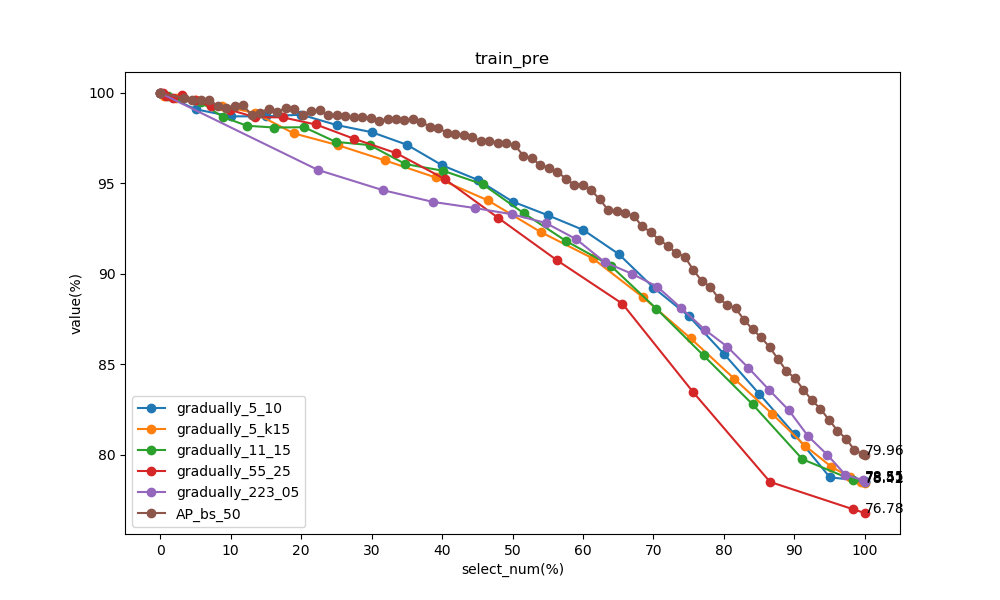 train_pre
100
95
90
85
80
value(%)
gradually_5_10
gradually_5_k15
gradually_11_15
gradually_55_25
gradually_223_05
AP_bs_50
79.96
76.78
0 10 20 30 40 50 60 70 80 90 100
select_num(%)